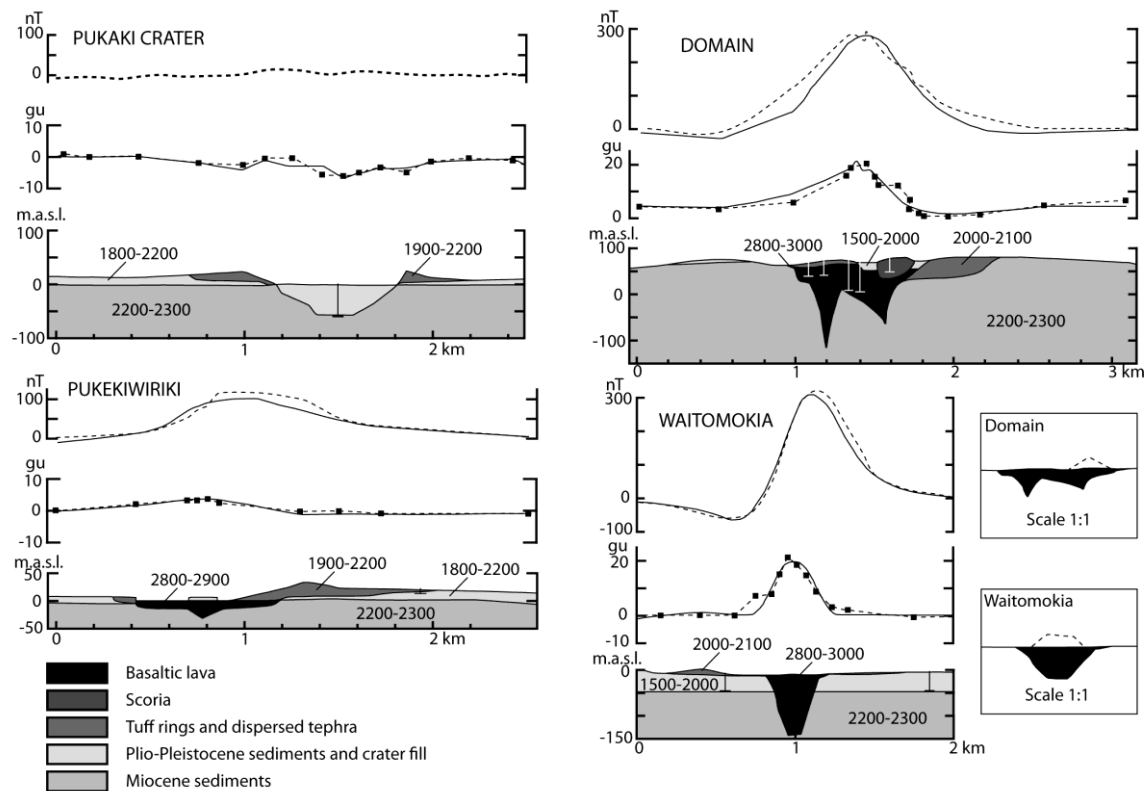 nT
100
0
PUKAKI CRATER
gu
10
0
-10
m.a.s.l.
100
0
-100
1800-2200
1900-2200
2200-2300
0
1
2 km
nT
100
0
PUKEKIWIRIKI
gu
10
0
-10
m.a.s.l.
50
0
-50
2800-2900
1900-2200
1800-2200
2200-2300
0
1
2 km
Basaltic lava
Scoria
Tuff rings and dispersed tephra
Plio-Pleistocene sediments and crater fill
Miocene sediments
nT
300
0
DOMAIN
gu
20
0
m.a.s.l.
100
0
-100
2800-3000
1500-2000
2000-2100
2200-2300
0
1
2
3 km
nT
300
0
-100
WAITOMOKIA
gu
20
0
-10
m.a.s.l.
0
-150
2000-2100
2800-3000
1500-2000
2200-2300
0
1
2 km
Domain
Scale 1:1
Waitomokia
Scale 1:1